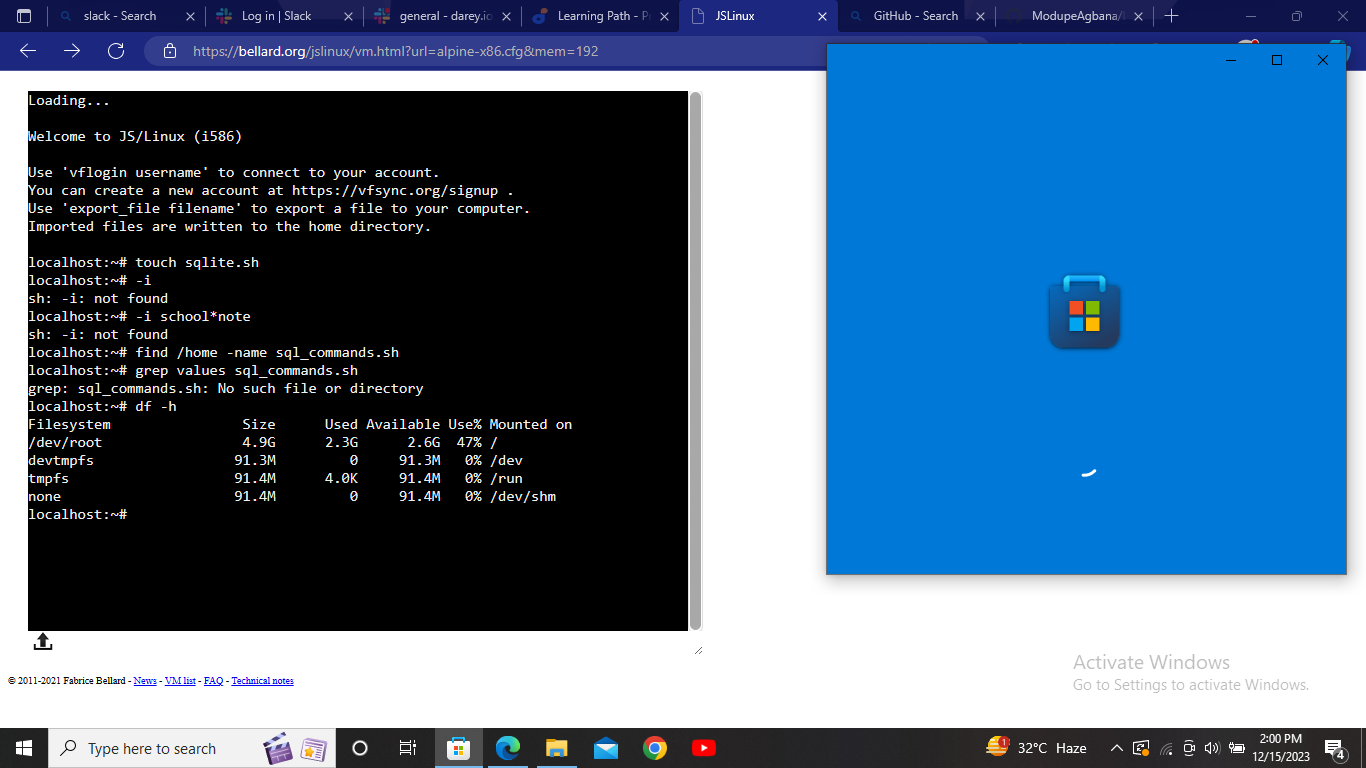 slack - Search
Log in | Slack
general - darey.io
Learning Path - P
JSLinux
GitHub - Search
ModupeAgbana/
https://bellard.org/jslinux/vm.html?url=alpine-x86.cfg&mem=192
Loading...
Welcome to JS/Linux (i586)
Use 'vflogin username' to connect to your account.
You can create a new account at https://vfsync.org/signup .
Use 'export_file filename' to export a file to your computer.
Imported files are written to the home directory.
localhost:~# touch sqlite.sh
localhost:~# -i
sh: -i: not found
localhost:~# -i school*note
sh: -i: not found
localhost:~# find /home -name sql_commands.sh
localhost:~# grep values sql_commands.sh
grep: sql_commands.sh: No such file or directory
localhost:~# df -h
Filesystem Size Used Available Use% Mounted on
/dev/root 4.9G 2.3G 2.6G 47% /
devtmpfs 91.3M 0 91.3M 0% /dev
tmpfs 91.4M 4.0K 91.4M 0% /run
none 91.4M 0 91.4M 0% /dev/shm
localhost:~#
© 2011-2021 Fabrice Bellard - News - VM list - FAQ - Technical notes
Activate Windows
Go to Settings to activate Windows.
Type here to search
1
32°C Haze
2:00 PM
12/15/2023
4